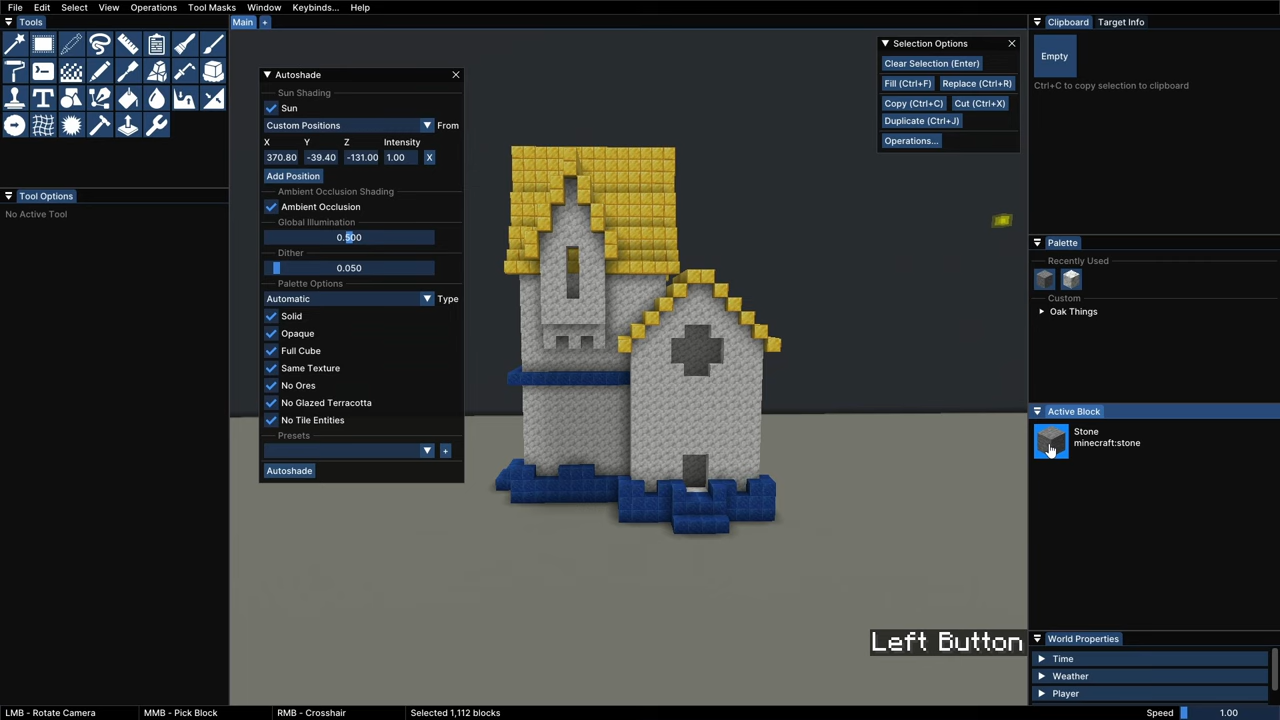 File Edit Select View Operations Tool Masks Window Keybinds... Help
Tools
Main +
Clipboard Target Info
Selection Options
Clear Selection (Enter)
Fill (Ctrl+F) Replace (Ctrl+R)
Copy (Ctrl+C) Cut (Ctrl+X)
Duplicate (Ctrl+J)
Operations...
Empty
Ctrl+C to copy selection to clipboard
Tool Options
No Active Tool
Autoshade
Sun Shading
Sun
Custom Positions From
X Y Z Intensity
370.80 -39.40 -131.00 1.00 X
Add Position
Ambient Occlusion Shading
Ambient Occlusion
Global Illumination
0.500
Dither
0.050
Palette Options
Automatic Type
Solid
Opaque
Full Cube
Same Texture
No Ores
No Glazed Terracotta
No Tile Entities
Presets
+
Autoshade
Palette
Recently Used
Custom
Oak Things
Active Block
Stone
minecraft:stone
Left Button
World Properties
Time
Weather
Player
LMB - Rotate Camera MMB - Pick Block RMB - Crosshair Selected 1,112 blocks Speed 1.00